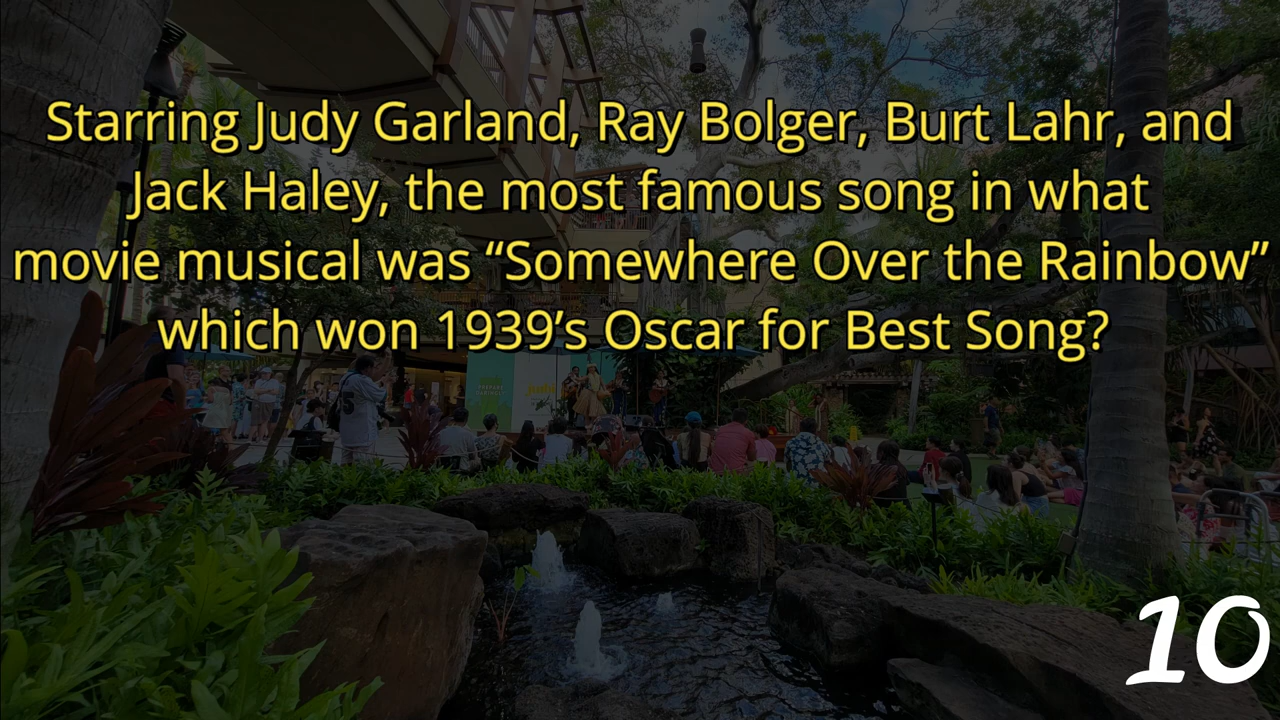 Starring Judy Garland, Ray Bolger, Burt Lahr, and
Jack Haley, the most famous song in what
movie musical was “Somewhere Over the Rainbow”
which won 1939’s Oscar for Best Song?
10